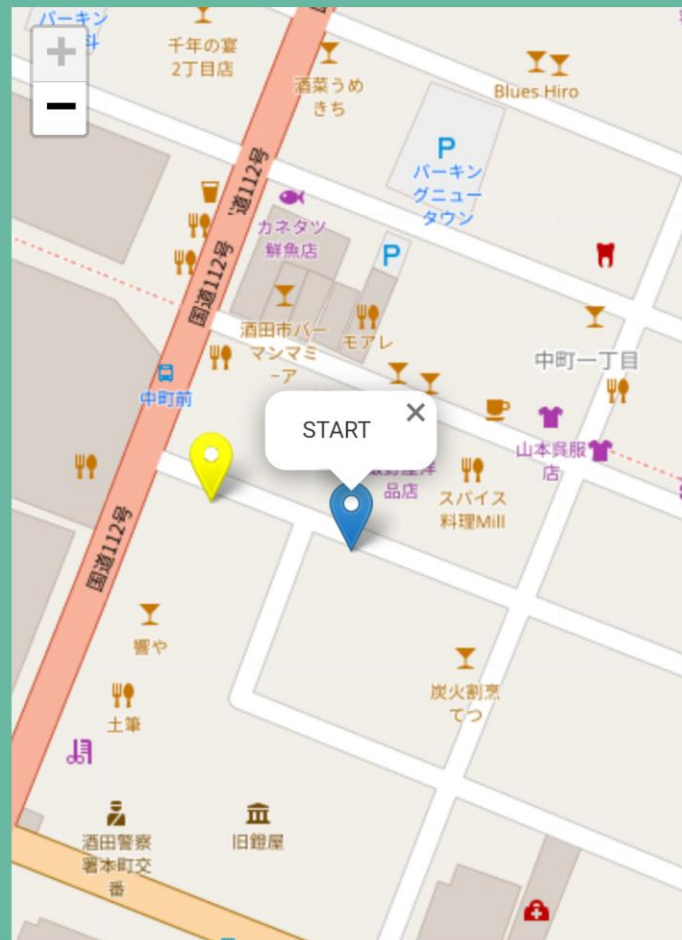 パーキン
千年の宴
2丁目店
酒菜うめ
きち
Blues Hiro
P
パーキン
グニュー
タウン
道112号
カネタツ
鮮魚店
P
国道112号
酒田市バー
マンマミ
ーア
モアレ
中町一丁目
中町前
START
山本呉服
店
品店
スパイス
料理Mill
国道112号
響や
炭火割烹
てつ
土筆
酒田警察
署本町交
番
旧鐙屋